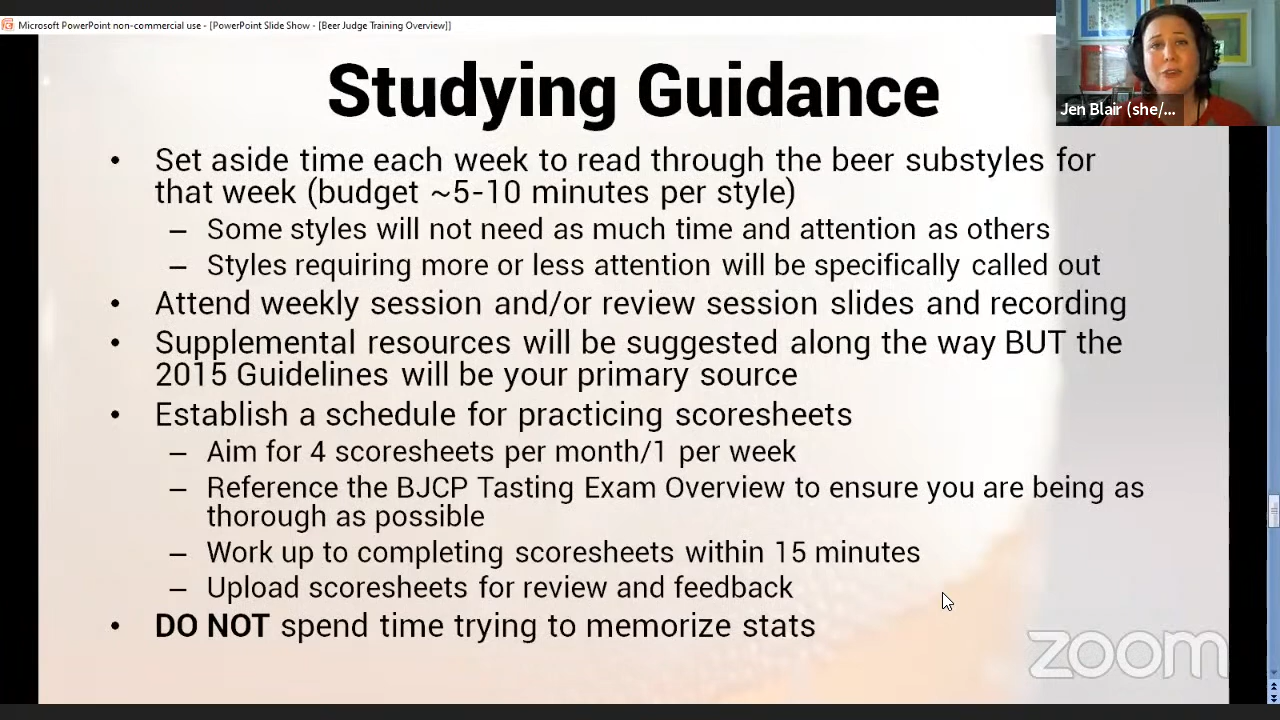 Microsoft PowerPoint non-commercial use - [PowerPoint Slide Show - [Beer Judge Training Overview]]
Jen Blair (she/...
Studying Guidance
• Set aside time each week to read through the beer substyles for
that week (budget ~5-10 minutes per style)
– Some styles will not need as much time and attention as others
– Styles requiring more or less attention will be specifically called out
• Attend weekly session and/or review session slides and recording
• Supplemental resources will be suggested along the way BUT the
2015 Guidelines will be your primary source
• Establish a schedule for practicing scoresheets
– Aim for 4 scoresheets per month/1 per week
– Reference the BJCP Tasting Exam Overview to ensure you are being as
thorough as possible
– Work up to completing scoresheets within 15 minutes
– Upload scoresheets for review and feedback
• DO NOT spend time trying to memorize stats
zoom